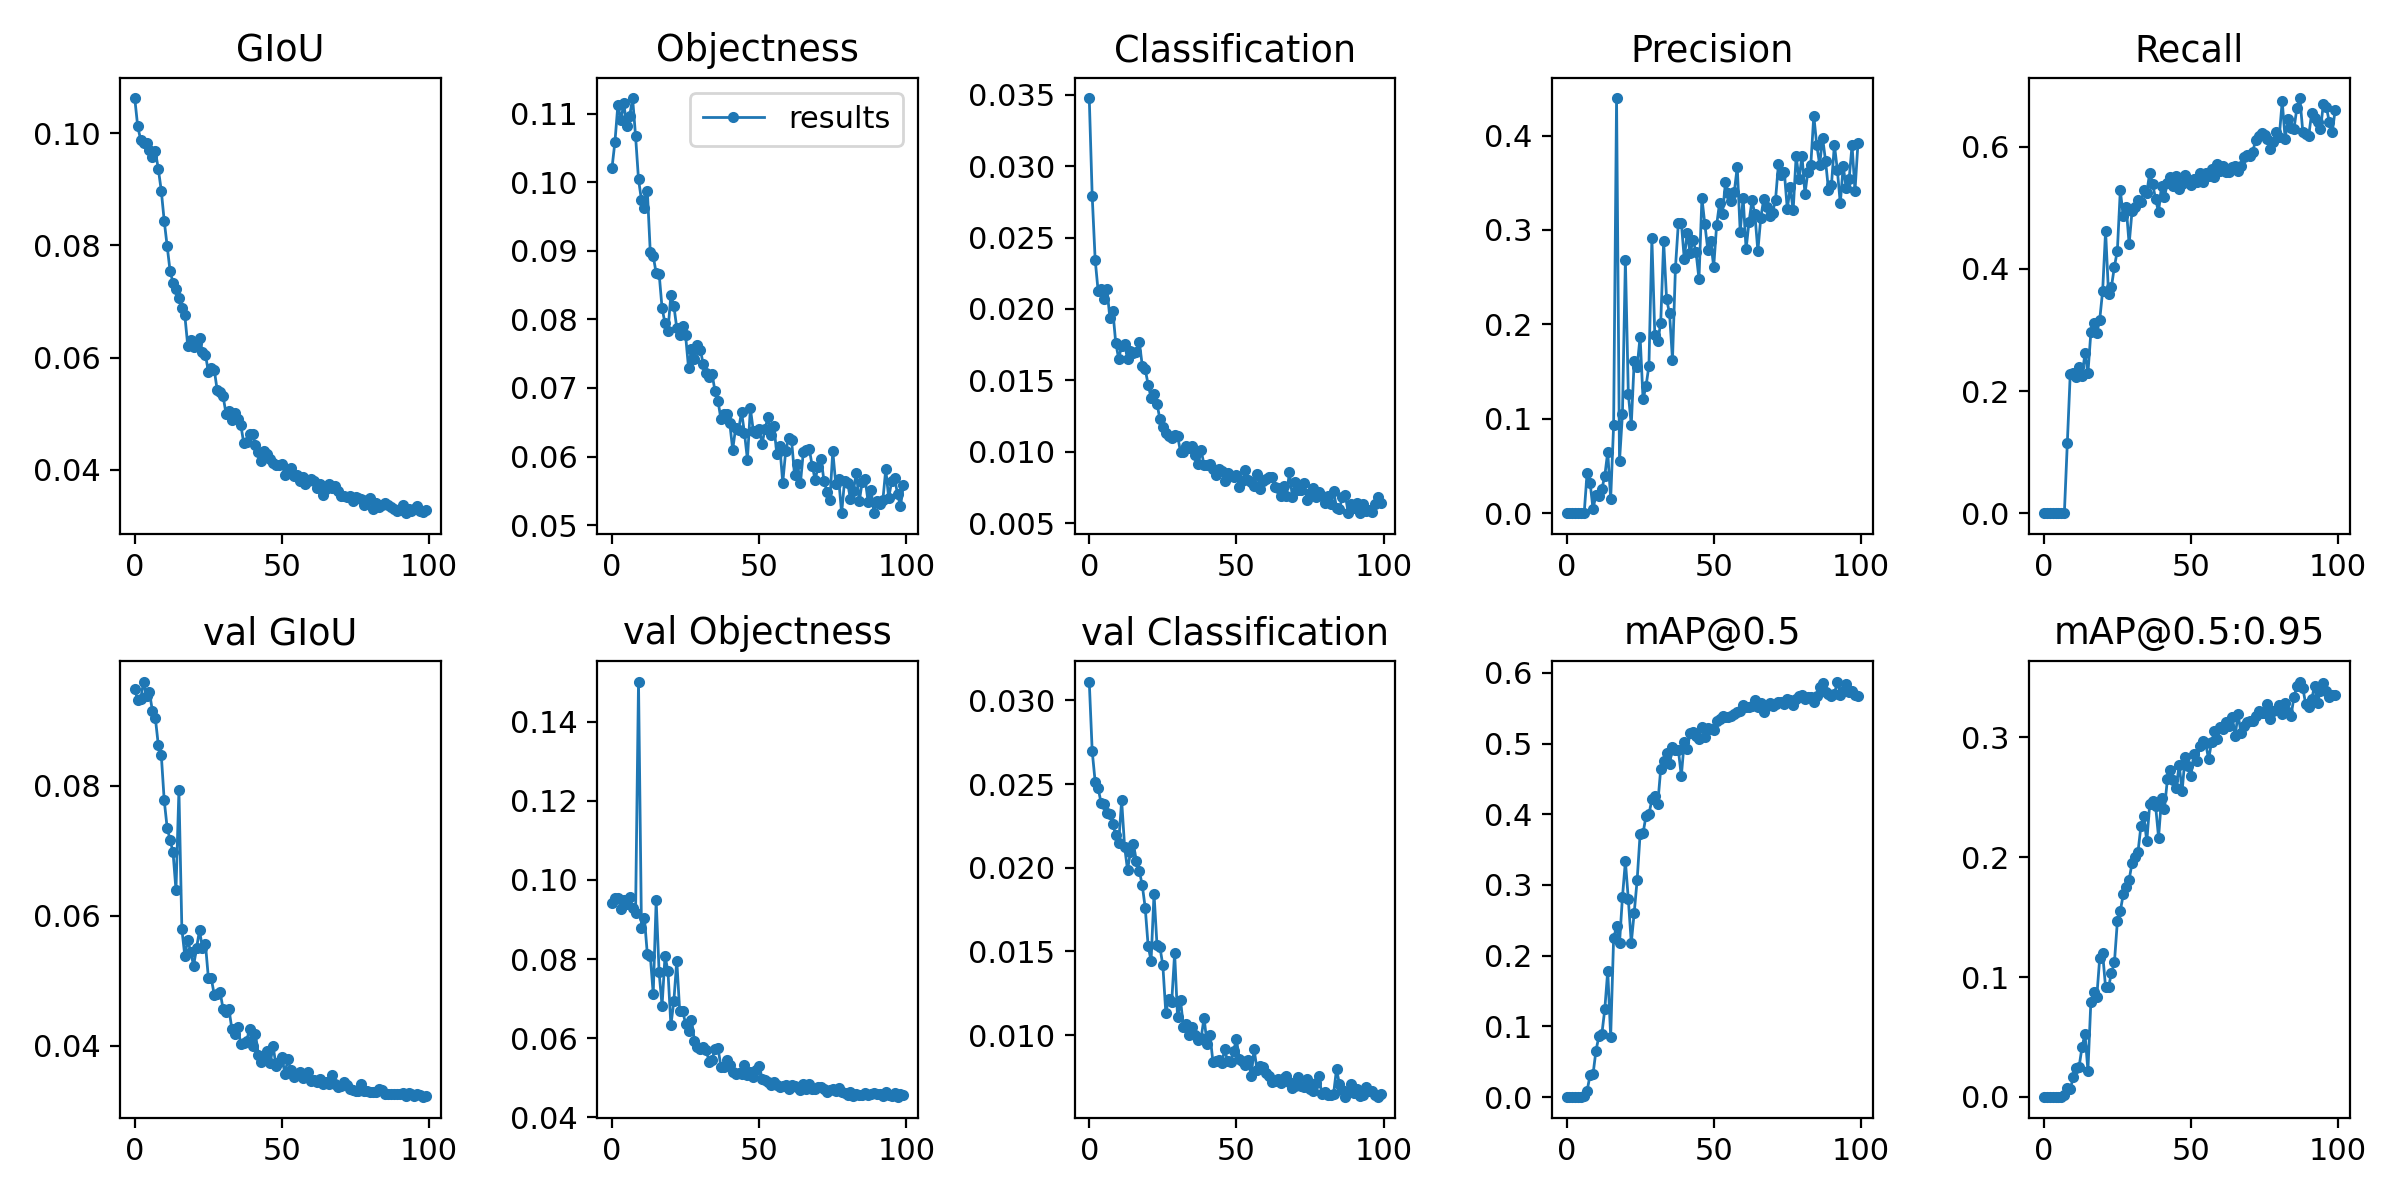 GIoU
Objectness
Classification
Precision
Recall
0.10
0.08
0.06
0.04
0 50 100
results
0.11
0.10
0.09
0.08
0.07
0.06
0.05
0 50 100
0.035
0.030
0.025
0.020
0.015
0.010
0.005
0 50 100
0.4
0.3
0.2
0.1
0.0
0 50 100
0.6
0.4
0.2
0.0
0 50 100
val GIoU
val Objectness
val Classification
mAP@0.5
mAP@0.5:0.95
0.08
0.06
0.04
0 50 100
0.14
0.12
0.10
0.08
0.06
0.04
0 50 100
0.030
0.025
0.020
0.015
0.010
0 50 100
0.6
0.5
0.4
0.3
0.2
0.1
0.0
0 50 100
0.3
0.2
0.1
0.0
0 50 100